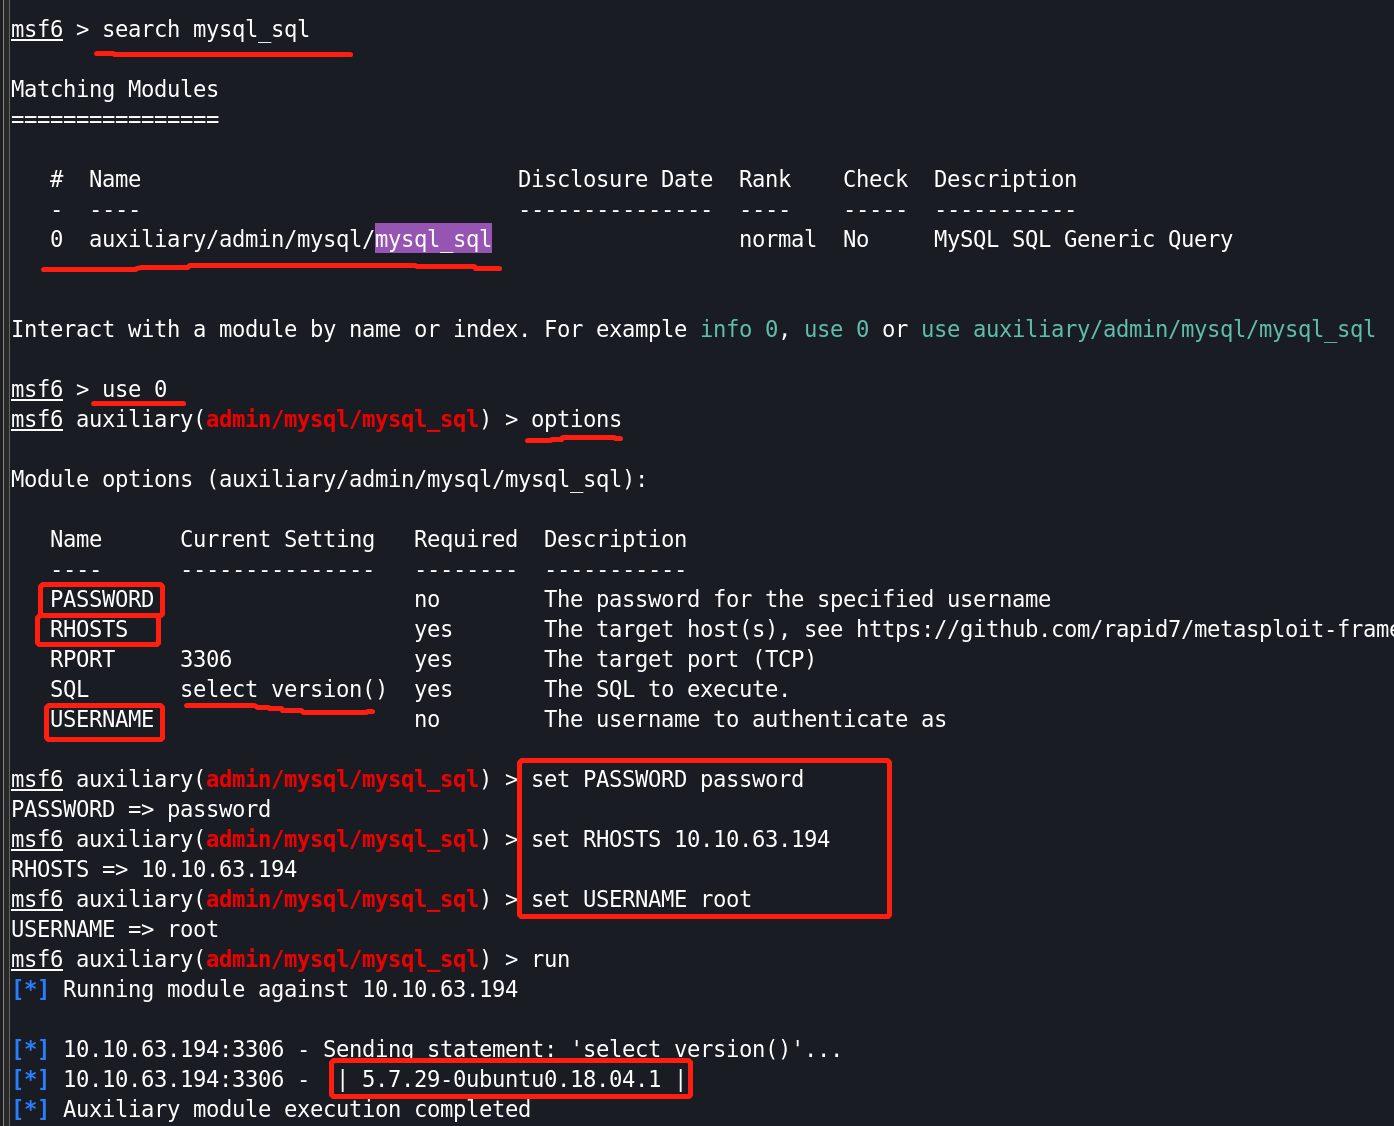 msf6 > search mysql_sql
Matching Modules
================
#  Name                                 Disclosure Date  Rank    Check  Description
-  ----                                 ---------------  ----    -----  -----------
0  auxiliary/admin/mysql/mysql_sql                   normal  No     MySQL SQL Generic Query
Interact with a module by name or index. For example info 0, use 0 or use auxiliary/admin/mysql/mysql_sql
msf6 > use 0
msf6 auxiliary(admin/mysql/mysql_sql) > options
Module options (auxiliary/admin/mysql/mysql_sql):
Name      Current Setting   Required  Description
----      ---------------   --------  -----------
PASSWORD                    no        The password for the specified username
RHOSTS                      yes       The target host(s), see https://github.com/rapid7/metasploit-frame
RPORT     3306              yes       The target port (TCP)
SQL       select version()  yes       The SQL to execute.
USERNAME                    no        The username to authenticate as
msf6 auxiliary(admin/mysql/mysql_sql) > set PASSWORD password
PASSWORD => password
msf6 auxiliary(admin/mysql/mysql_sql) > set RHOSTS 10.10.63.194
RHOSTS => 10.10.63.194
msf6 auxiliary(admin/mysql/mysql_sql) > set USERNAME root
USERNAME => root
msf6 auxiliary(admin/mysql/mysql_sql) > run
[*] Running module against 10.10.63.194
[*] 10.10.63.194:3306 - Sending statement: 'select version()'...
[*] 10.10.63.194:3306 -  | 5.7.29-0ubuntu0.18.04.1 |
[*] Auxiliary module execution completed